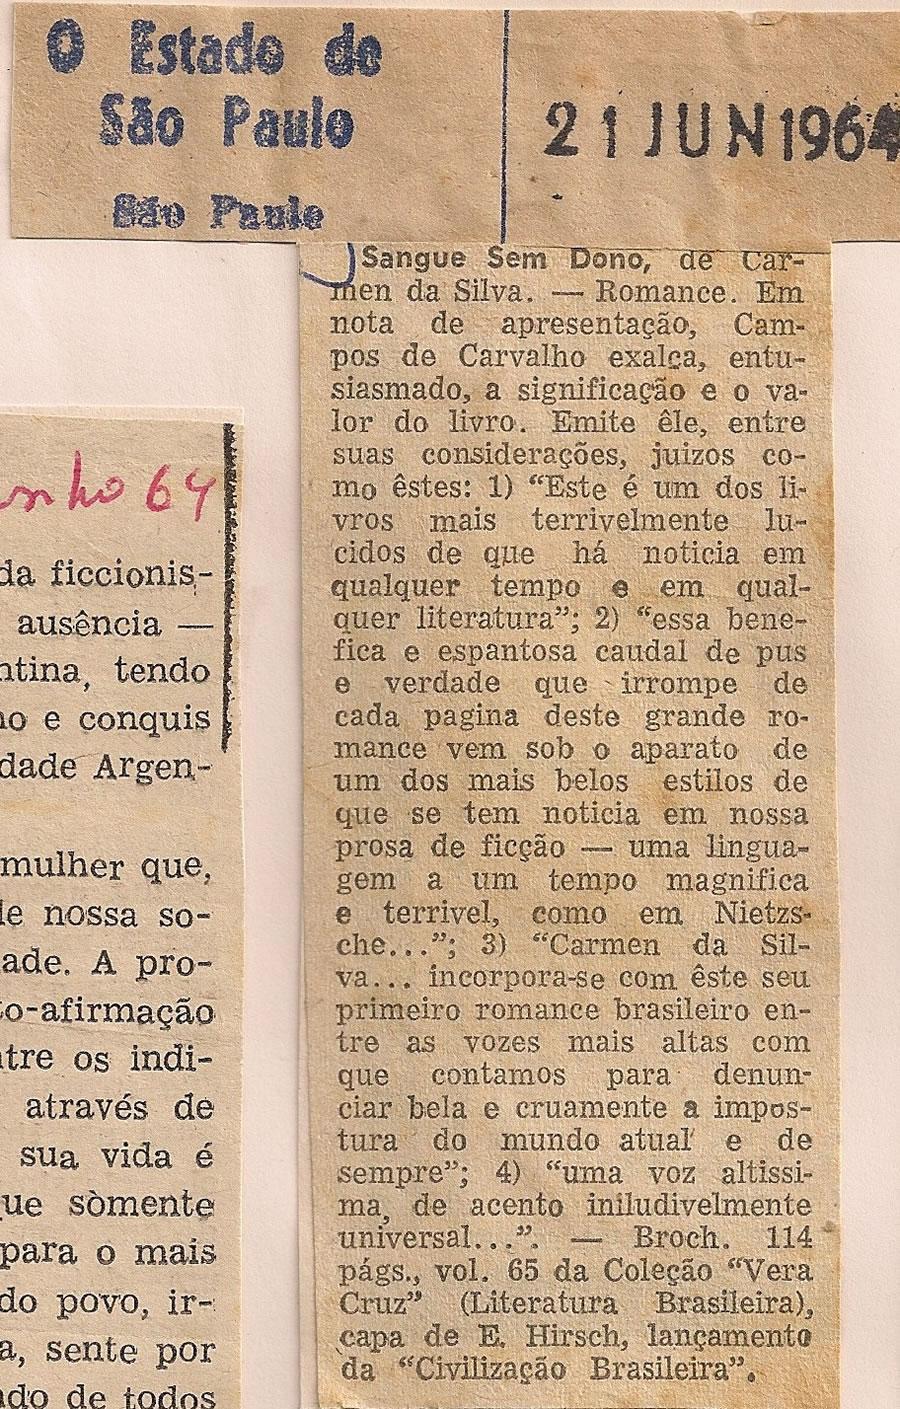 O Estado de
São Paulo
São Paulo
21 JUN 1964
Sangue Sem Dono, de Car-
men da Silva. — Romance. Em
nota de apresentação, Cam-
pos de Carvalho exalça, entu-
siasmado, a significação e o va-
lor do livro. Emite êle, entre
suas considerações, juizos co-
mo êstes: 1) “Este é um dos li-
vros mais terrivelmente lu-
cidos de que há noticia em
qualquer tempo e em qual-
quer literatura”; 2) “essa bene-
fica e espantosa caudal de pus
e verdade que irrompe de
cada pagina deste grande ro-
mance vem sob o aparato de
um dos mais belos estilos de
que se tem noticia em nossa
prosa de ficção — uma lingua-
gem a um tempo magnifica
e terrivel, como em Nietzs-
che...”; 3) “Carmen da Sil-
va... incorpora-se com êste seu
primeiro romance brasileiro en-
tre as vozes mais altas com
que contamos para denun-
ciar bela e cruamente a impos-
tura do mundo atual e de
sempre”; 4) “uma voz altissi-
ma, de acento iniludivelmente
universal...”. — Broch. 114
págs., vol. 65 da Coleção “Vera
Cruz” (Literatura Brasileira),
capa de E. Hirsch, lançamento
da “Civilização Brasileira”.
64
da ficcionis-
ausência —
ntina, tendo
no e conquis
dade Argen-
mulher que,
de nossa so-
ade. A pro-
to-afirmação
ntre os indi-
através de
sua vida é
que sòmente
para o mais
do povo, ir-
a, sente por
ado de todos